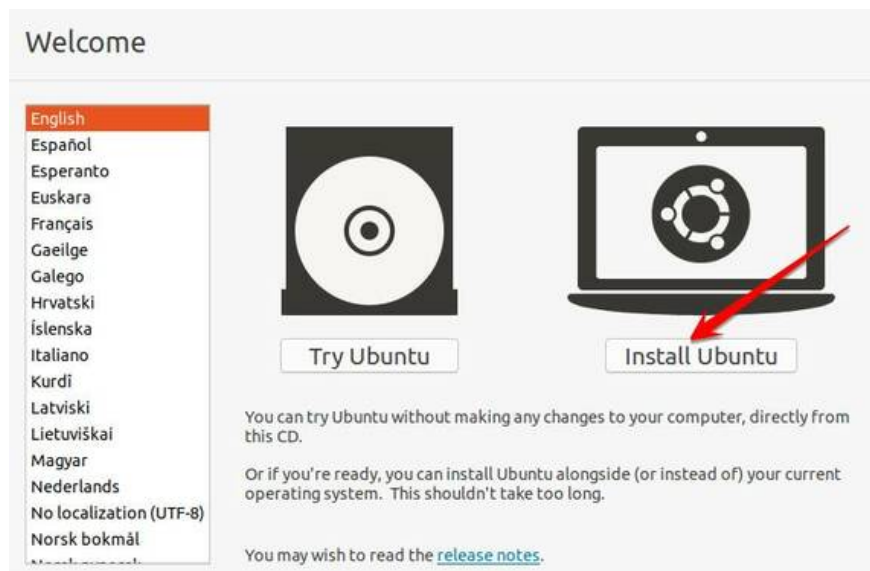 Welcome
English
Español
Esperanto
Euskara
Français
Gaeilge
Galego
Hrvatski
Íslenska
Italiano
Kurdî
Latviski
Lietuviškai
Magyar
Nederlands
No localization (UTF-8)
Norsk bokmål
Try Ubuntu
Install Ubuntu
You can try Ubuntu without making any changes to your computer, directly from
this CD.
Or if you're ready, you can install Ubuntu alongside (or instead of) your current
operating system. This shouldn't take too long.
You may wish to read the release notes.